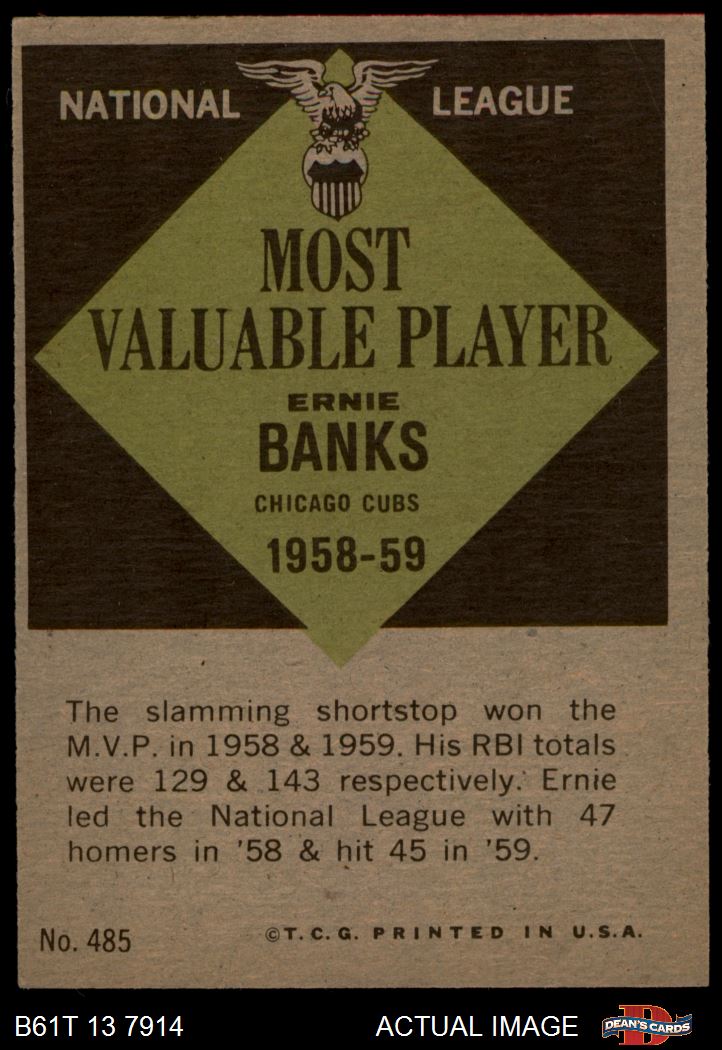 NATIONAL LEAGUE
MOST
VALUABLE PLAYER
ERNIE
BANKS
CHICAGO CUBS
1958-59
The slamming shortstop won the
M.V.P. in 1958 & 1959. His RBI totals
were 129 & 143 respectively. Ernie
led the National League with 47
homers in '58 & hit 45 in '59.
No. 485 ©T.C.G. PRINTED IN U.S.A.
B61T 13 7914 ACTUAL IMAGE D DEAN'S CARDS